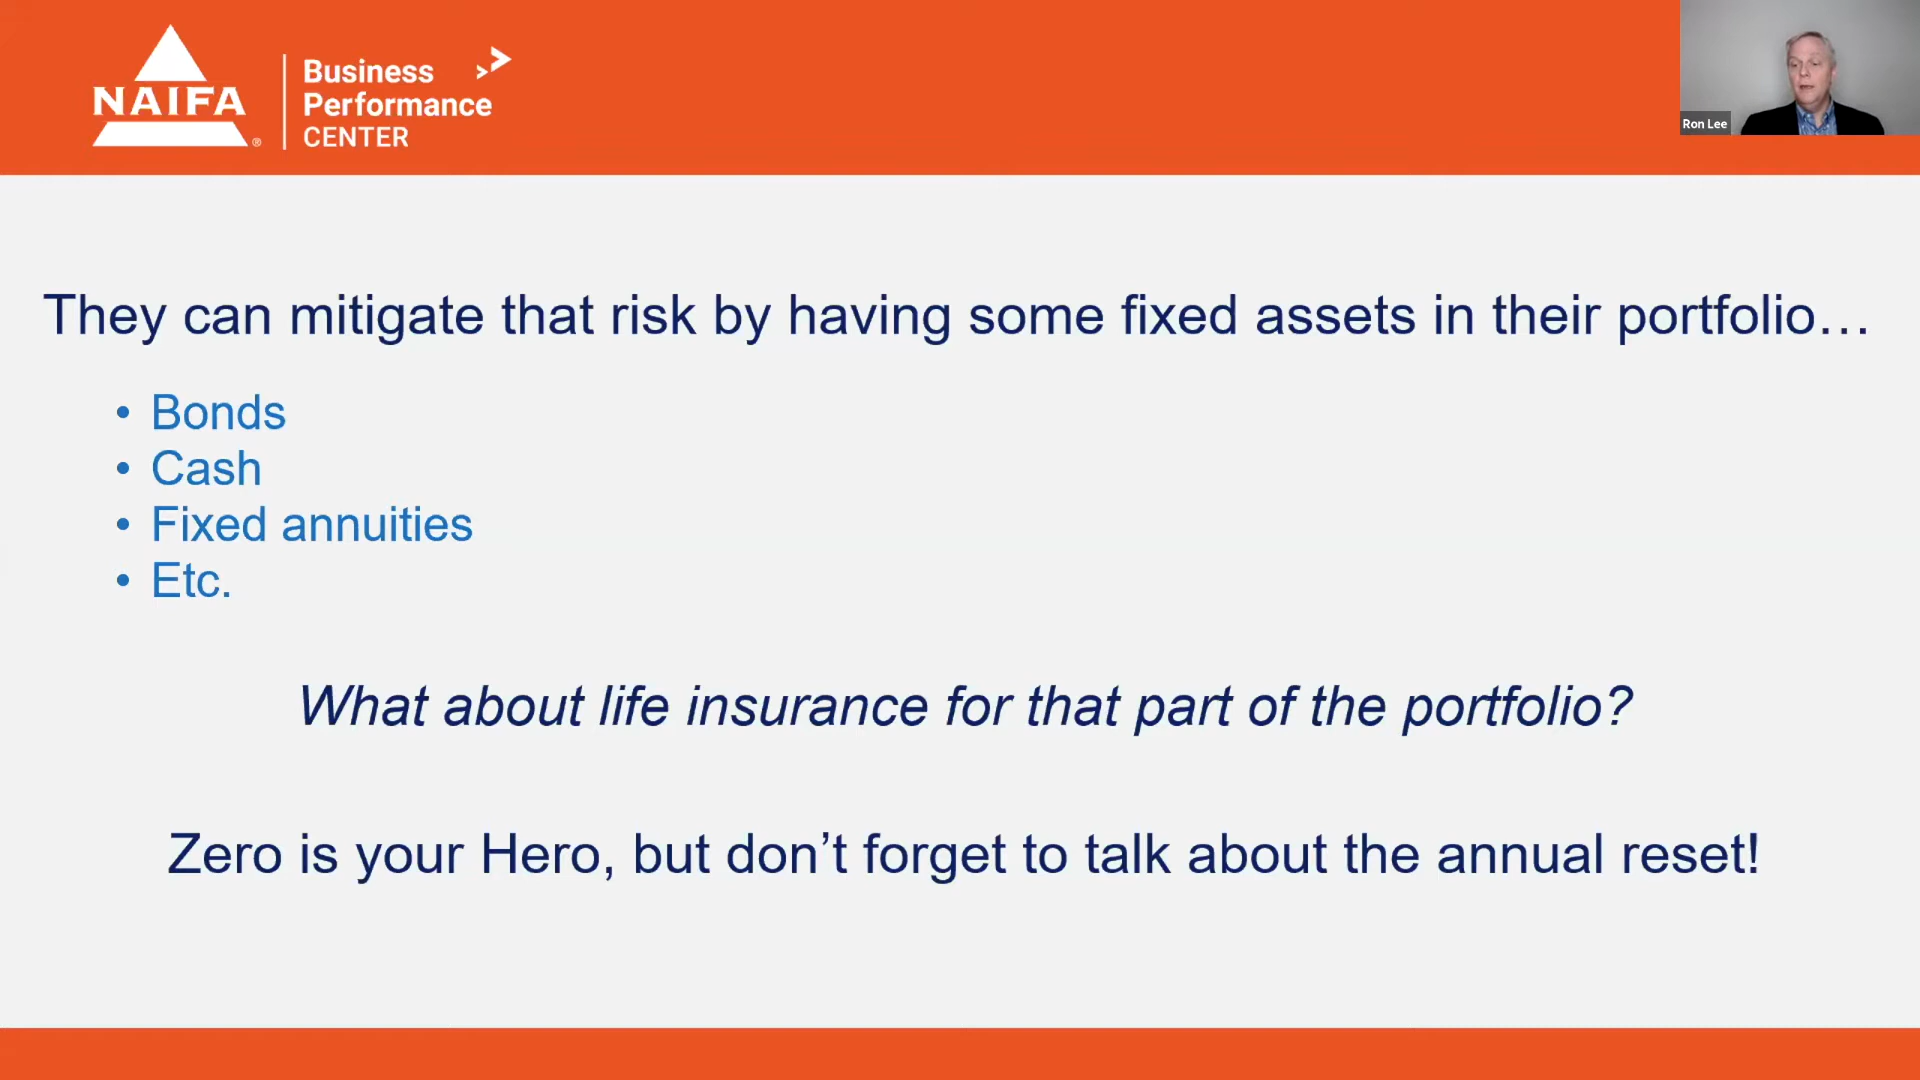 NAIFA®
Business
Performance
CENTER
Ron Lee
They can mitigate that risk by having some fixed assets in their portfolio…
• Bonds
• Cash
• Fixed annuities
• Etc.
What about life insurance for that part of the portfolio?
Zero is your Hero, but don’t forget to talk about the annual reset!